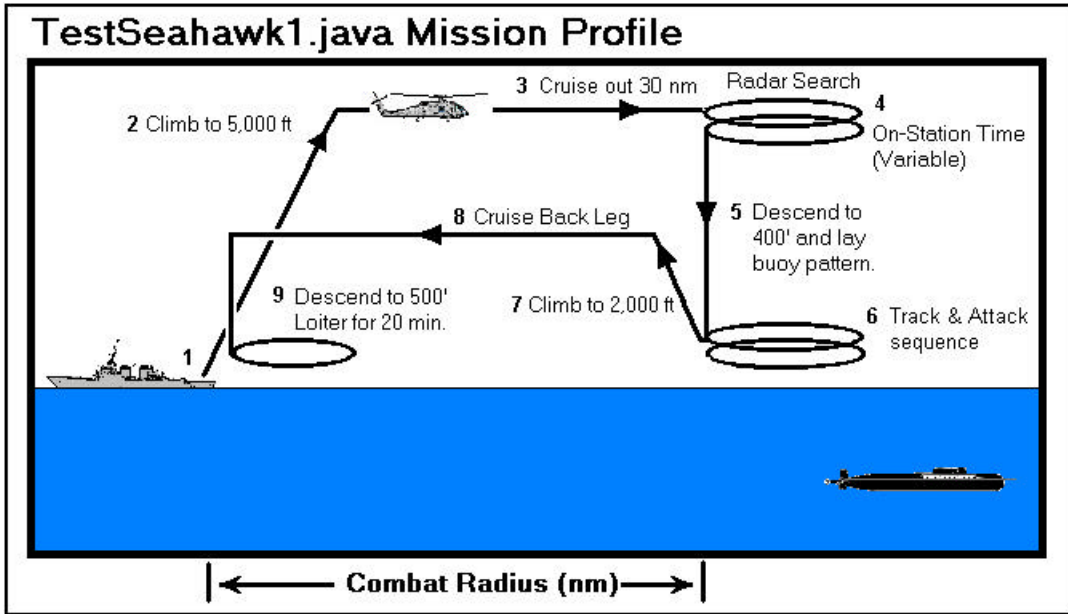 TestSeahawk1.java Mission Profile
3 Cruise out 30 nm
Radar Search
4
2 Climb to 5,000 ft
On-Station Time
(Variable)
8 Cruise Back Leg
5 Descend to
400' and lay
buoy pattern.
9 Descend to 500'
Loiter for 20 min.
7 Climb to 2,000 ft
6 Track & Attack
sequence
1
Combat Radius (nm)